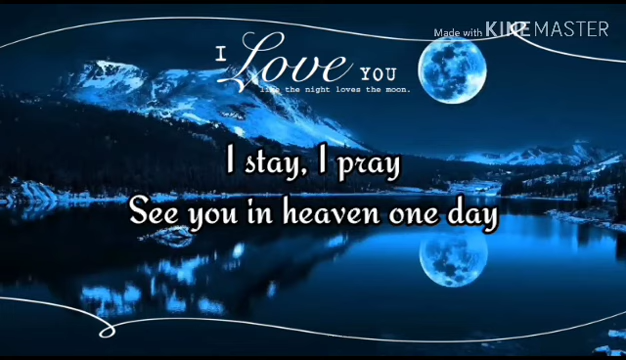 Made with KINEMASTER
I Love YOU
like the night loves the moon.
I stay, I pray
See you in heaven one day